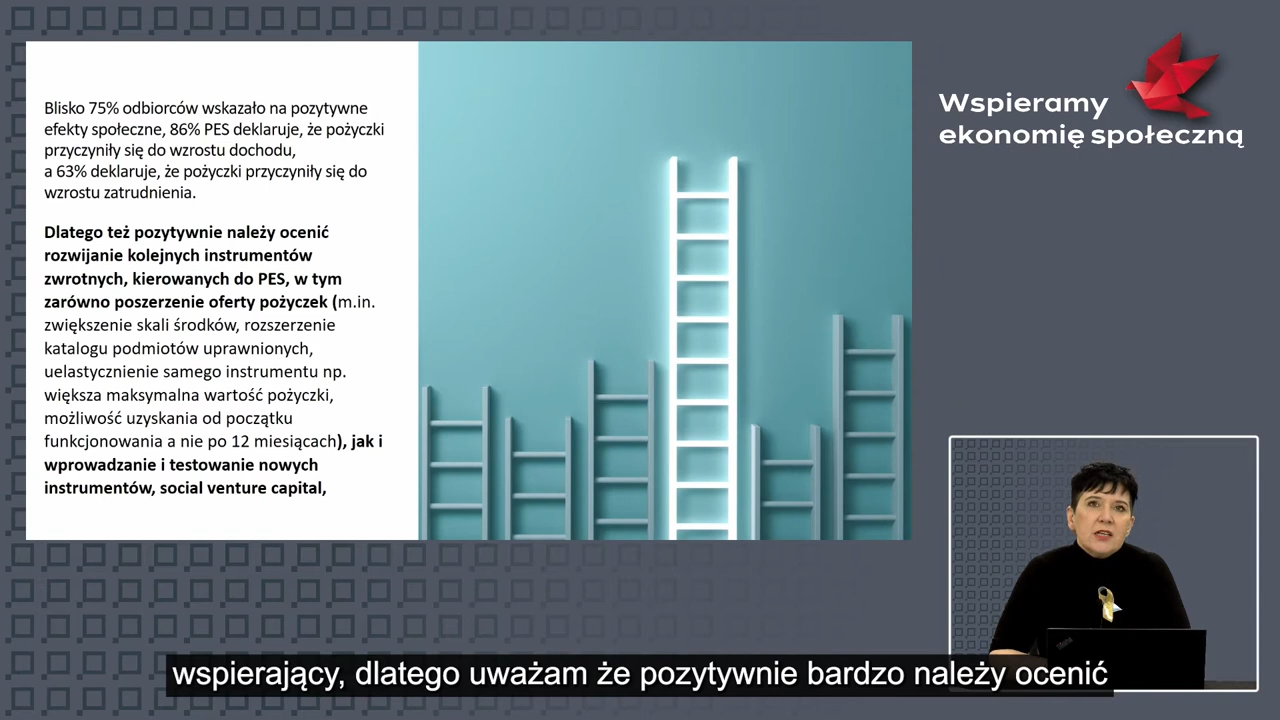 Blisko 75% odbiorców wskazało na pozytywne
efekty społeczne, 86% PES deklaruje, że pożyczki
przyczyniły się do wzrostu dochodu,
a 63% deklaruje, że pożyczki przyczyniły się do
wzrostu zatrudnienia.
Dlatego też pozytywnie należy ocenić
rozwijanie kolejnych instrumentów
zwrotnych, kierowanych do PES, w tym
zarówno poszerzenie oferty pożyczek (m.in.
zwiększenie skali środków, rozszerzenie
katalogu podmiotów uprawnionych,
uelastycznienie samego instrumentu np.
większa maksymalna wartość pożyczki,
możliwość uzyskania od początku
funkcjonowania a nie po 12 miesiącach), jak i
wprowadzanie i testowanie nowych
instrumentów, social venture capital,
Wspieramy
ekonomię społeczną
wspierający, dlatego uważam że pozytywnie bardzo należy ocenić